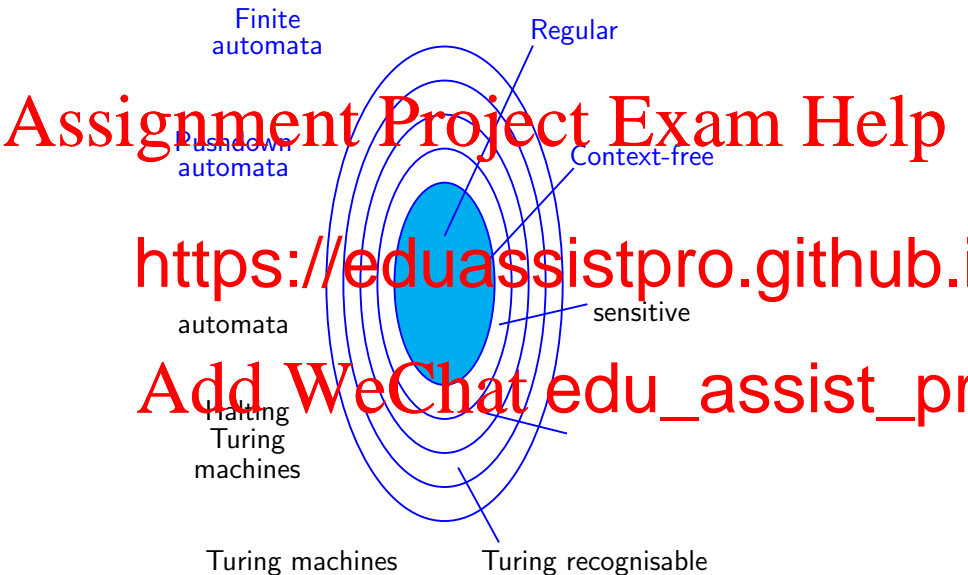 Finite
automata
Regular
Assignment Project Exam Help
Pushdown
automata
Context-free
https://eduassistpro.github.i
sensitive
automata
Add WeChat edu_assist_pr
Halting
Turing
machines
Turing machines
Turing recognisable